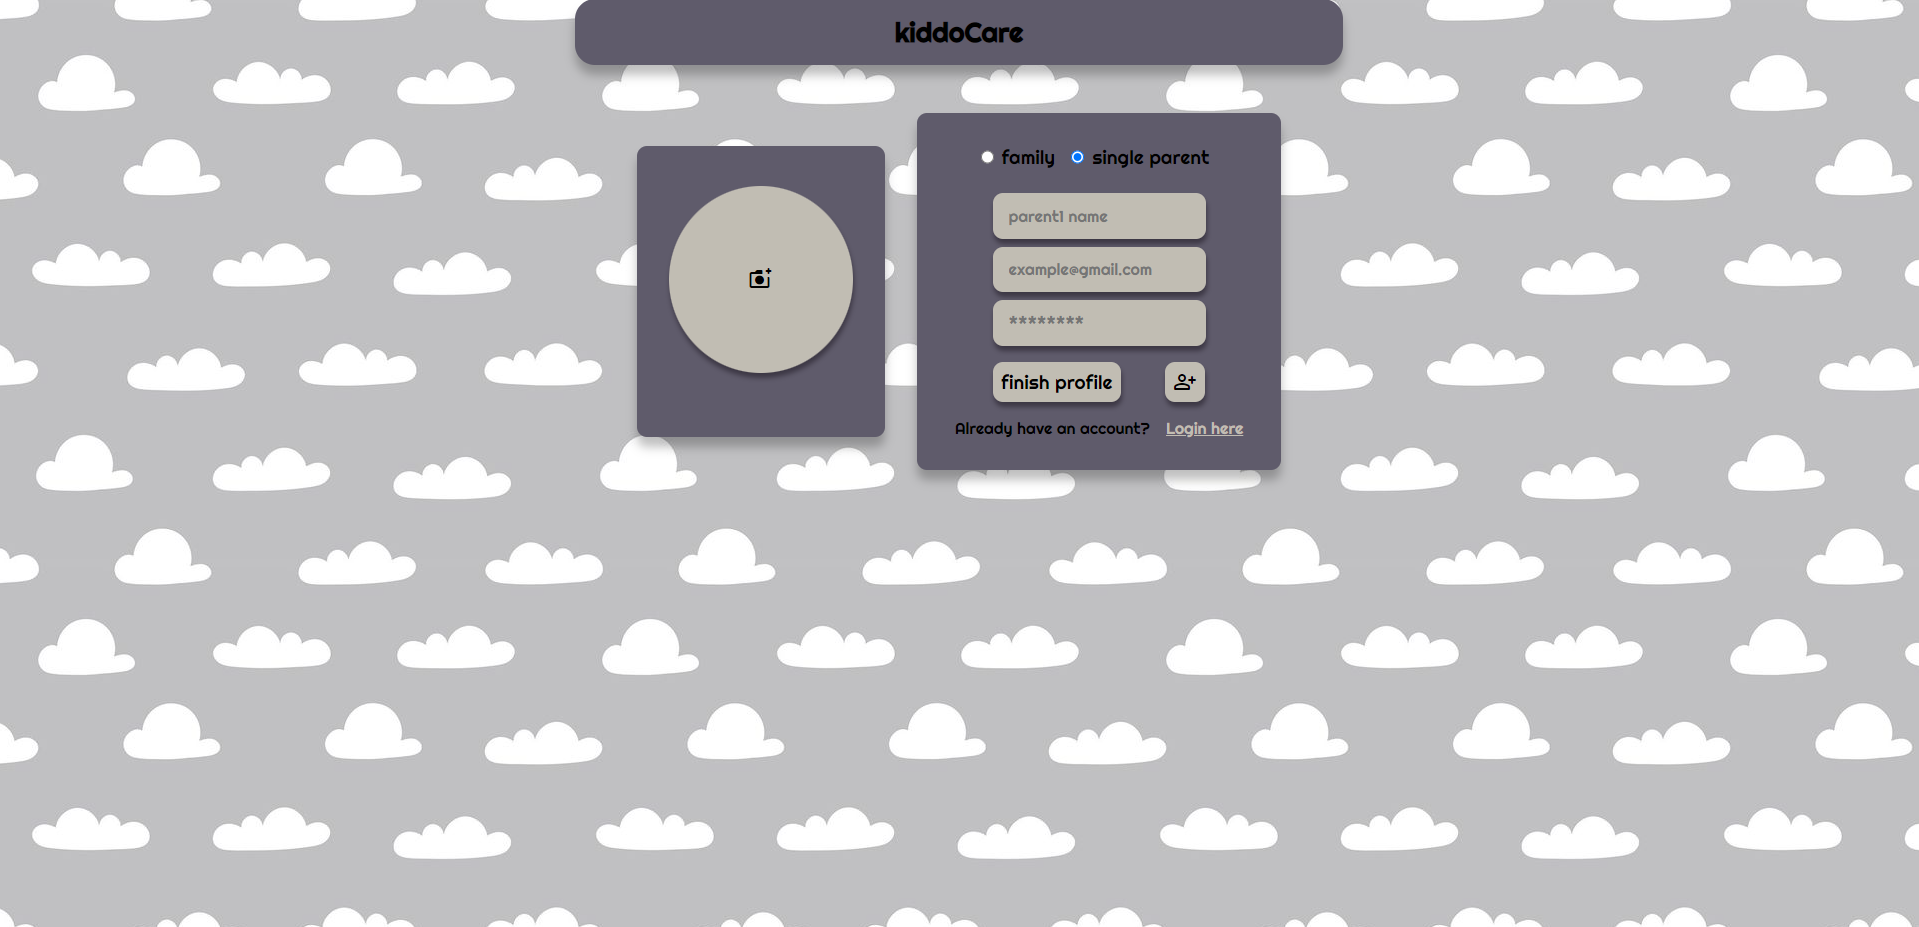 kiddoCare
family single parent
parent1 name
example@gmail.com
********
finish profile
Already have an account? Login here